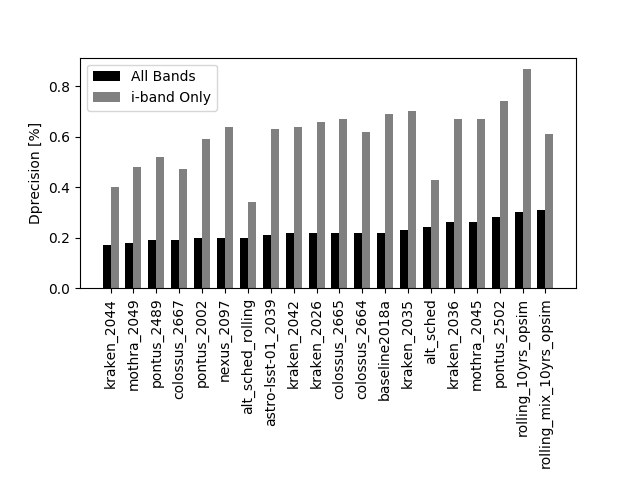 All Bands
i-band Only
Dprecision [%]
0.8
0.6
0.4
0.2
0.0
kraken_2044
mothra_2049
pontus_2489
colossus_2667
pontus_2002
nexus_2097
alt_sched_rolling
astro-lsst-01_2039
kraken_2042
kraken_2026
colossus_2665
colossus_2664
baseline2018a
kraken_2035
alt_sched
kraken_2036
mothra_2045
pontus_2502
rolling_10yrs_opsim
rolling_mix_10yrs_opsim